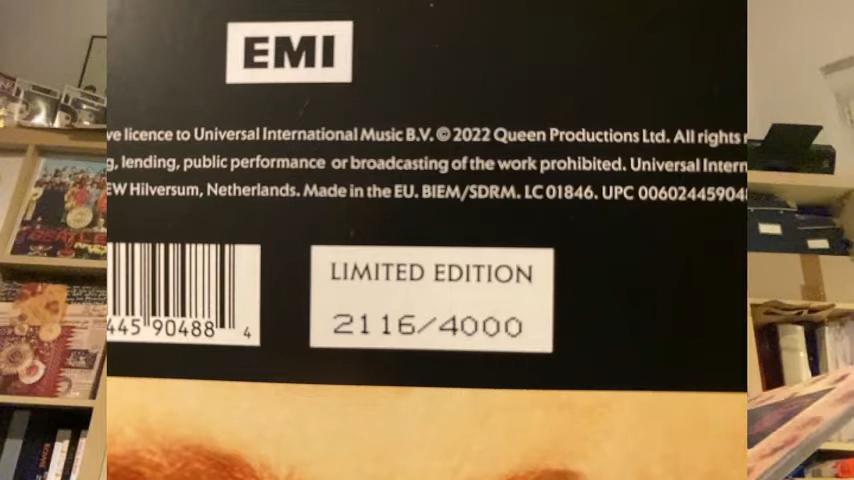 EMI
ve licence to Universal International Music B.V. © 2022 Queen Productions Ltd. All rights
g, lending, public performance or broadcasting of the work prohibited. Universal Intern
EW Hilversum, Netherlands. Made in the EU. BIEM/SDRM. LC 01846. UPC 00602445904
LIMITED EDITION
2116/4000
445 90488 4
BEATLES